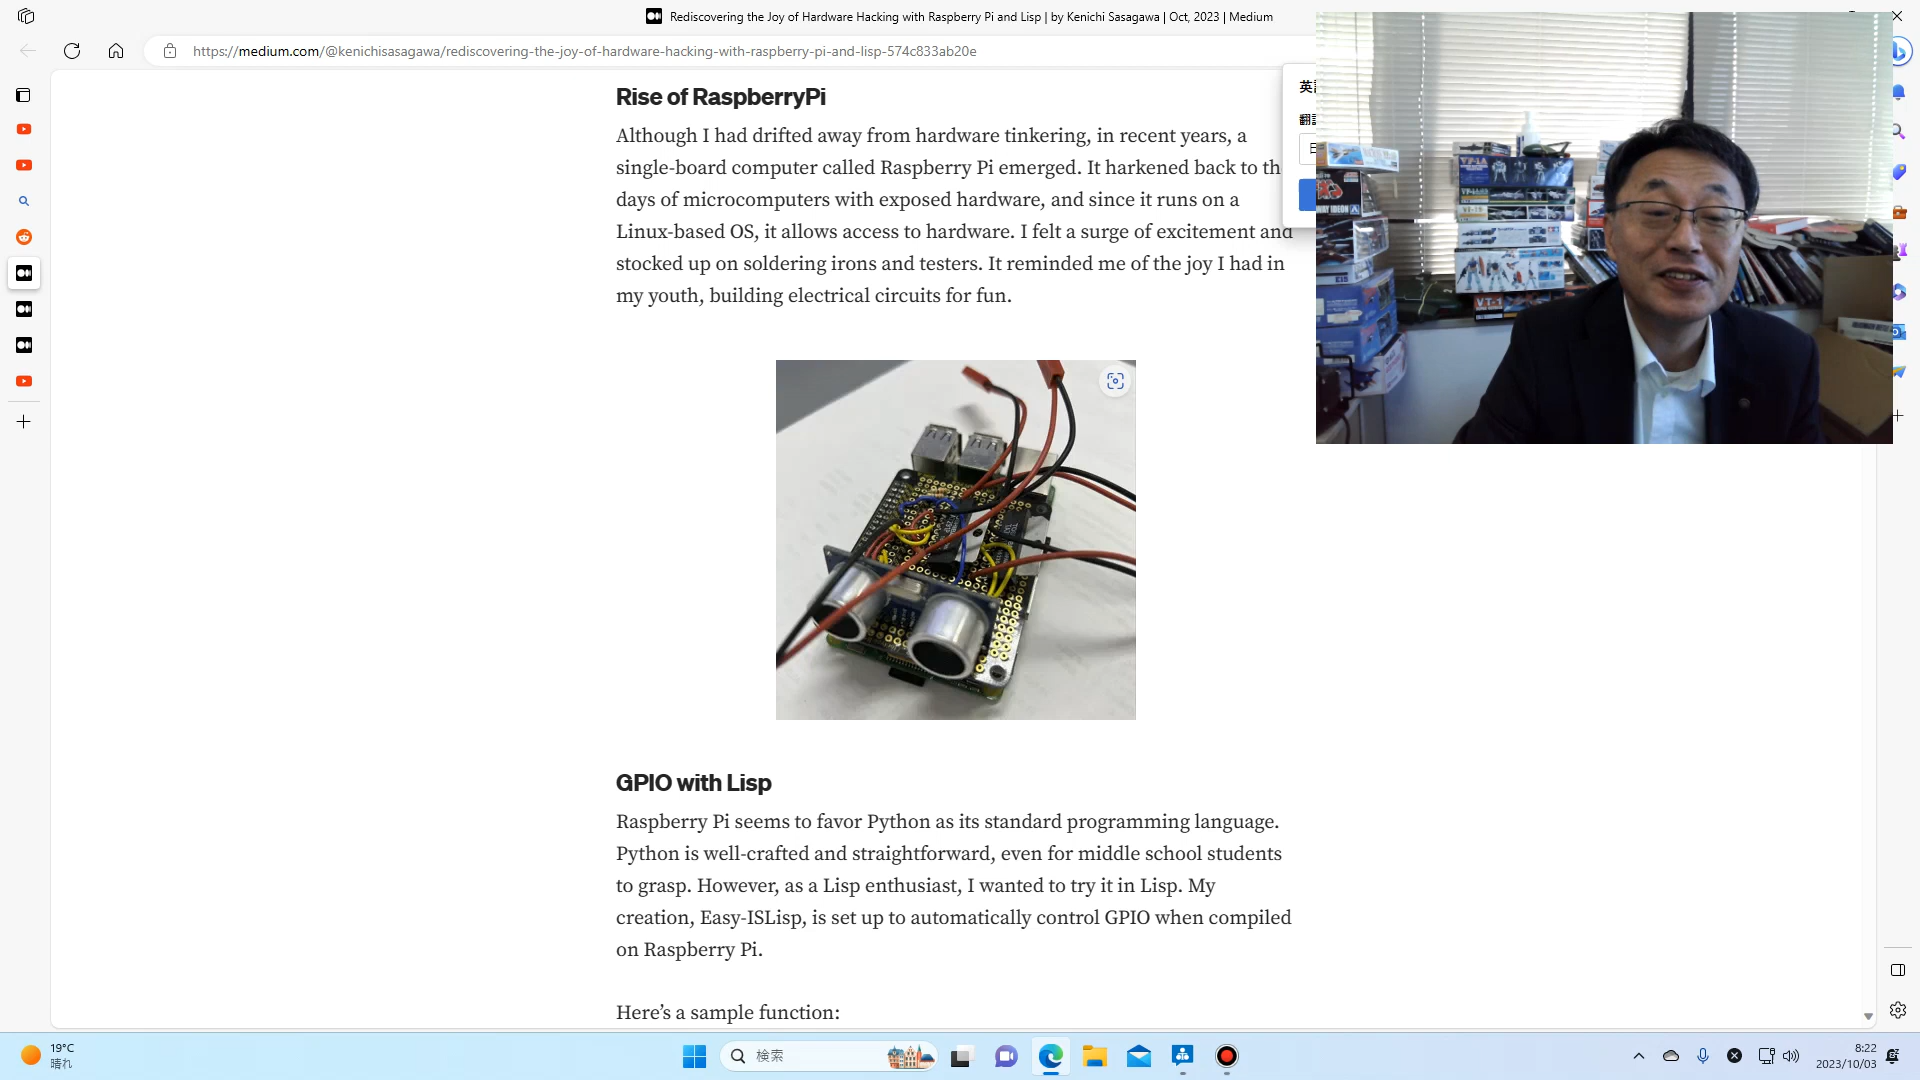 Rediscovering the Joy of Hardware Hacking with Raspberry Pi and Lisp | by Kenichi Sasagawa | Oct, 2023 | Medium
https://medium.com/@kenichisasagawa/rediscovering-the-joy-of-hardware-hacking-with-raspberry-pi-and-lisp-574c833ab20e
Rise of RaspberryPi
Although I had drifted away from hardware tinkering, in recent years, a
single-board computer called Raspberry Pi emerged. It harkened back to th
days of microcomputers with exposed hardware, and since it runs on a
Linux-based OS, it allows access to hardware. I felt a surge of excitement and
stocked up on soldering irons and testers. It reminded me of the joy I had in
my youth, building electrical circuits for fun.
VF-1A
VF-19
VT-1
GPIO with Lisp
Raspberry Pi seems to favor Python as its standard programming language.
Python is well-crafted and straightforward, even for middle school students
to grasp. However, as a Lisp enthusiast, I wanted to try it in Lisp. My
creation, Easy-ISLisp, is set up to automatically control GPIO when compiled
on Raspberry Pi.
Here's a sample function:
19°C
晴れ
検索
8:22
2023/10/03